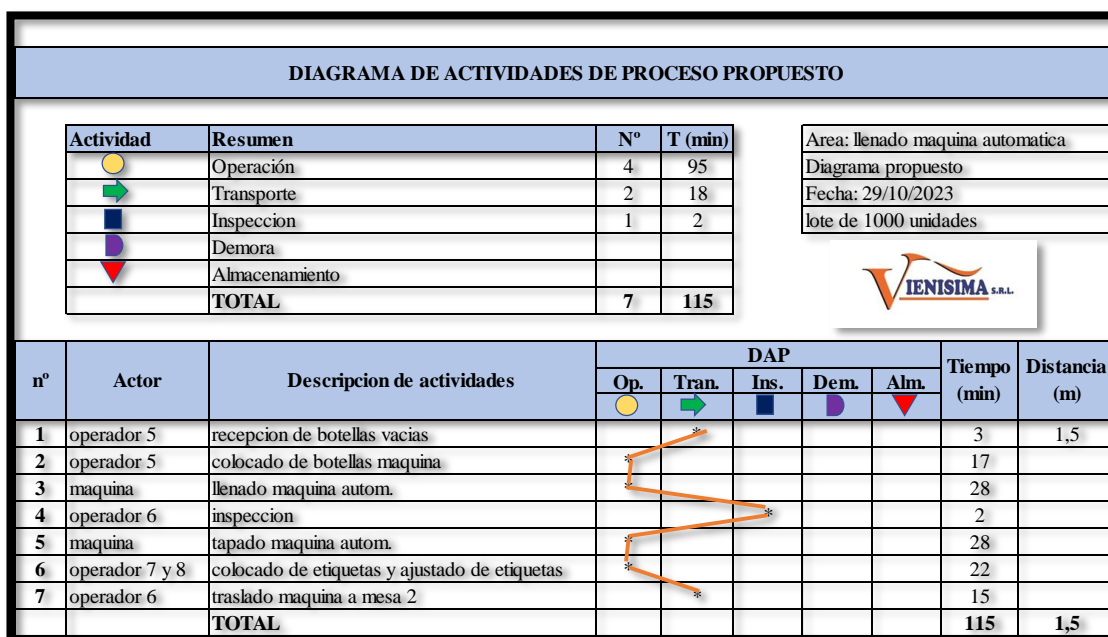 DIAGRAMA DE ACTIVIDADES DE PROCESO PROPUESTO
Actividad Resumen Nº T (min)
Operación 4 95
Transporte 2 18
Inspeccion 1 2
Demora
Almacenamiento
TOTAL 7 115
Area: llenado maquina automatica
Diagrama propuesto
Fecha: 29/10/2023
lote de 1000 unidades
VIENISIMA S.R.L.
nº Actor Descripcion de actividades DAP Tiempo (min) Distancia (m)
Op. Tran. Ins. Dem. Alm.
1 operador 5 recepcion de botellas vacias * 3 1,5
2 operador 5 colocado de botellas maquina * 17
3 maquina llenado maquina autom. * 28
4 operador 6 inspeccion * 2
5 maquina tapado maquina autom. * 28
6 operador 7 y 8 colocado de etiquetas y ajustado de etiquetas * 22
7 operador 6 traslado maquina a mesa 2 * 15
TOTAL 115 1,5